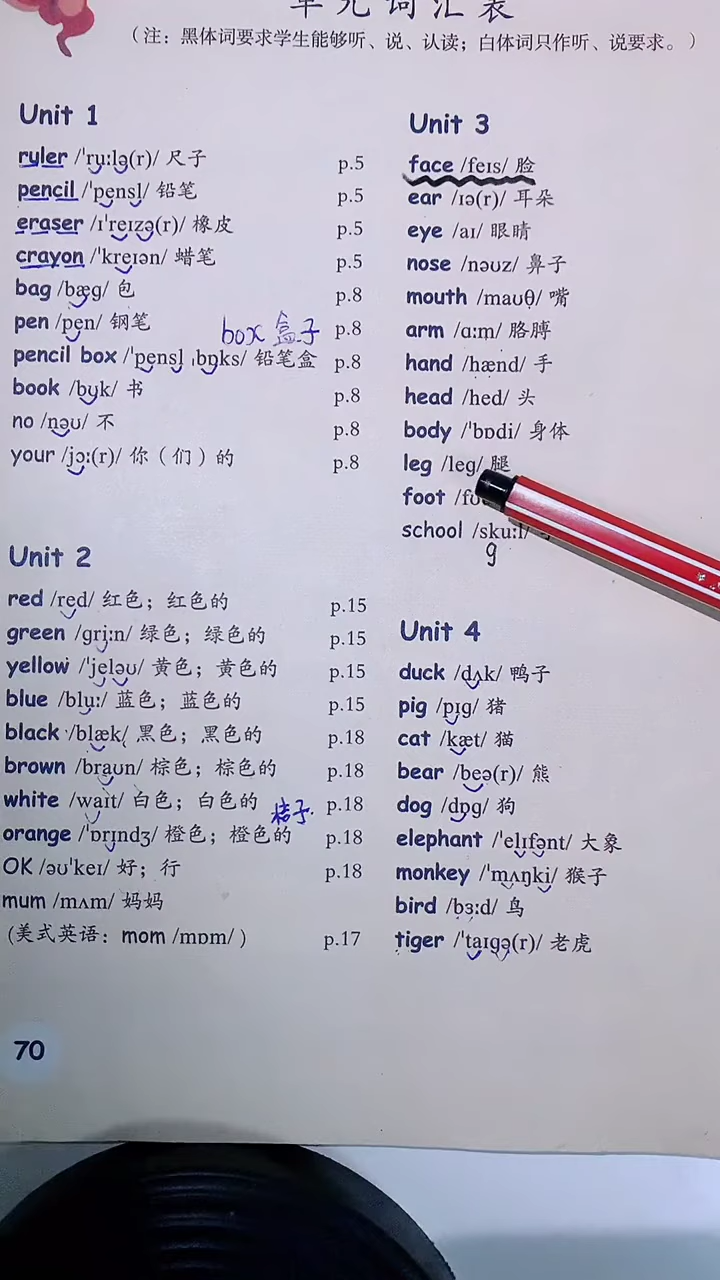 单元词汇表
（注：黑体词要求学生能够听、说、认读；白体词只作听、说要求。）
Unit 1
ruler /ˈruːlə(r)/ 尺子 p.5
pencil /ˈpensl/ 铅笔 p.5
eraser /ɪˈreɪzə(r)/ 橡皮 p.5
crayon /ˈkreɪən/ 蜡笔 p.5
bag /bæg/ 包 p.8
pen /pen/ 钢笔 p.8
box 盒子
pencil box /ˈpensl ˌbɒks/ 铅笔盒 p.8
book /bʊk/ 书 p.8
no /nəʊ/ 不 p.8
your /jɔː(r)/ 你（们）的 p.8
Unit 2
red /red/ 红色；红色的 p.15
green /griːn/ 绿色；绿色的 p.15
yellow /ˈjeləʊ/ 黄色；黄色的 p.15
blue /bluː/ 蓝色；蓝色的 p.15
black /blæk/ 黑色；黑色的 p.18
brown /braʊn/ 棕色；棕色的 p.18
white /waɪt/ 白色；白色的 p.18
桔子
orange /ˈɒrɪndʒ/ 橙色；橙色的 p.18
OK /əʊˈkeɪ/ 好；行 p.18
mum /mʌm/ 妈妈
(美式英语：mom /mɒm/ ) p.17
Unit 3
face /feɪs/ 脸
ear /ɪə(r)/ 耳朵
eye /aɪ/ 眼睛
nose /nəʊz/ 鼻子
mouth /maʊθ/ 嘴
arm /ɑːm/ 胳膊
hand /hænd/ 手
head /hed/ 头
body /ˈbɒdi/ 身体
leg /leg/ 腿
foot
school /skuːl/
g
Unit 4
duck /dʌk/ 鸭子
pig /pɪg/ 猪
cat /kæt/ 猫
bear /beə(r)/ 熊
dog /dɒg/ 狗
elephant /ˈelɪfənt/ 大象
monkey /ˈmʌŋki/ 猴子
bird /bɜːd/ 鸟
tiger /ˈtaɪgə(r)/ 老虎
70